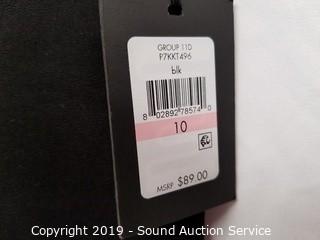 GROUP 11D
P7KKT496
blk
8 02892 78574 0
10
MSRP $89.00
Copyright 2019 - Sound Auction Service